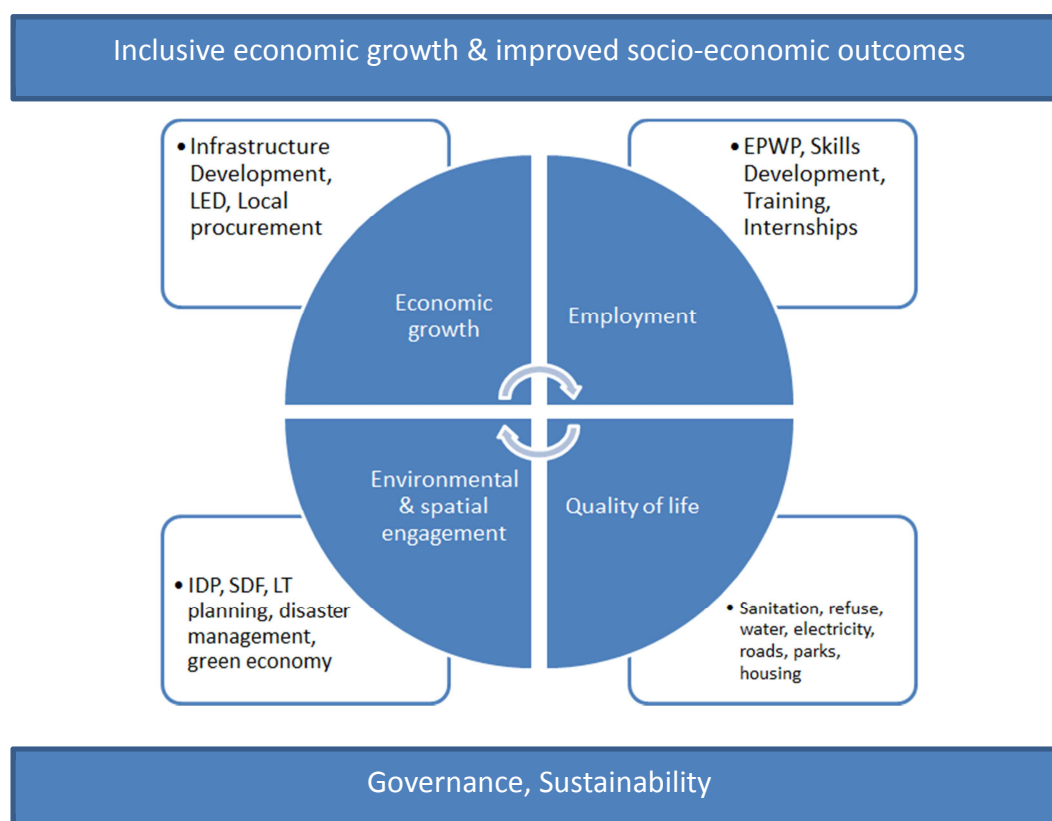 Inclusive economic growth & improved socio-economic outcomes
• Infrastructure
Development,
LED, Local
procurement
• EPWP, Skills
Development,
Training,
Internships
Economic
growth
Employment
Environmental
& spatial
engagement
Quality of life
• IDP, SDF, LT
planning, disaster
management,
green economy
• Sanitation, refuse,
water, electricity,
roads, parks,
housing
Governance, Sustainability